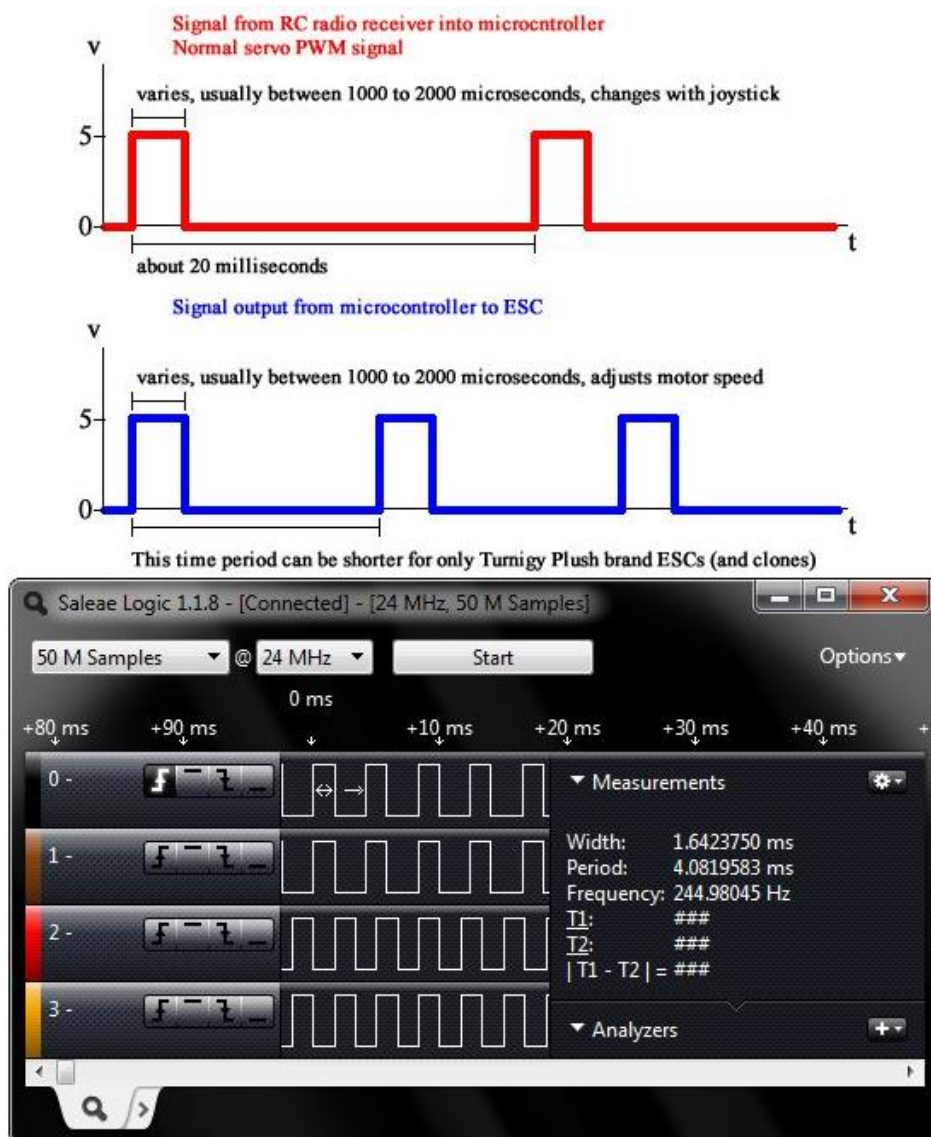 Signal from RC radio receiver into microcntroller
Normal servo PWM signal
v
varies, usually between 1000 to 2000 microseconds, changes with joystick
5
0
t
about 20 milliseconds
Signal output from microcontroller to ESC
v
varies, usually between 1000 to 2000 microseconds, adjusts motor speed
5
0
t
This time period can be shorter for only Turnigy Plush brand ESCs (and clones)
Saleae Logic 1.1.8 - [Connected] - [24 MHz, 50 M Samples]
50 M Samples @ 24 MHz Start Options
0 ms
+80 ms +90 ms +10 ms +20 ms +30 ms +40 ms +
0 -
Measurements
Width: 1.6423750 ms
1 -
Period: 4.0819583 ms
Frequency: 244.98045 Hz
T1: ###
2 -
T2: ###
| T1 - T2 | = ###
3 -
Analyzers